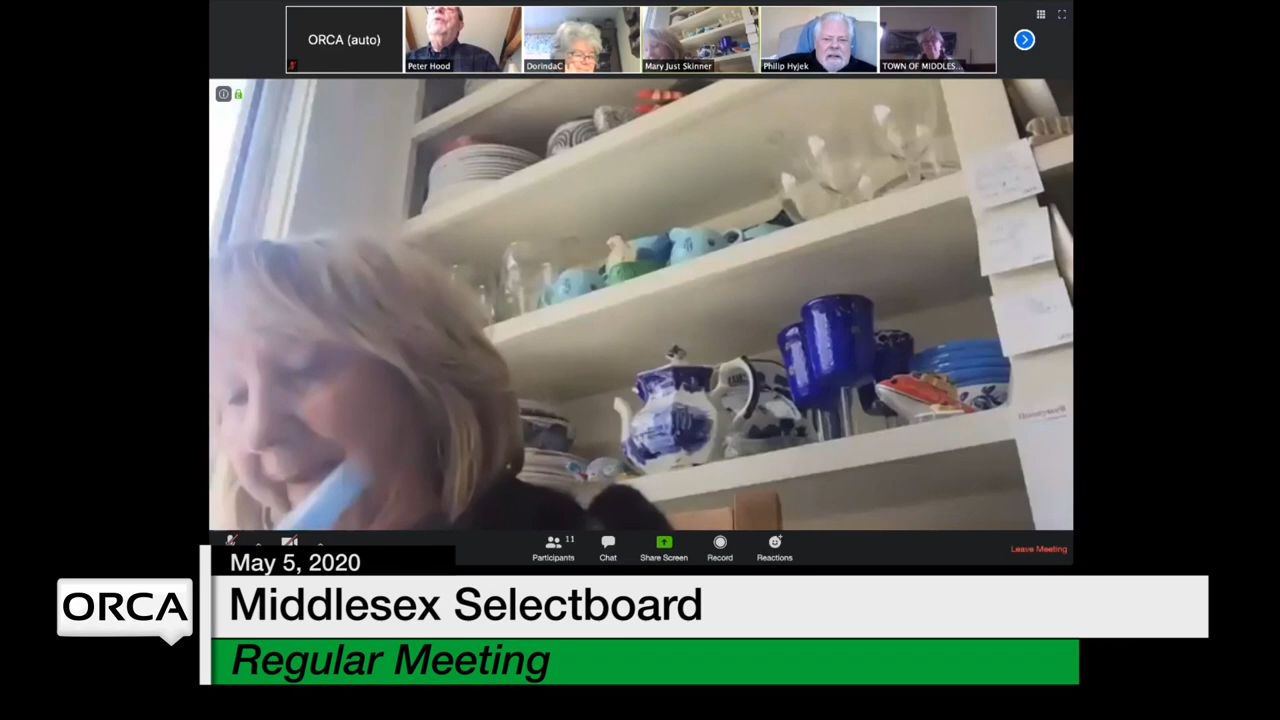 ORCA (auto)
Peter Hood
DorindaC
Mary Just Skinner
Philip Hyjek
TOWN OF MIDDLES...
Honeywell
11
Participants
Chat
Share Screen
Record
Reactions
Leave Meeting
May 5, 2020
ORCA
Middlesex Selectboard
Regular Meeting